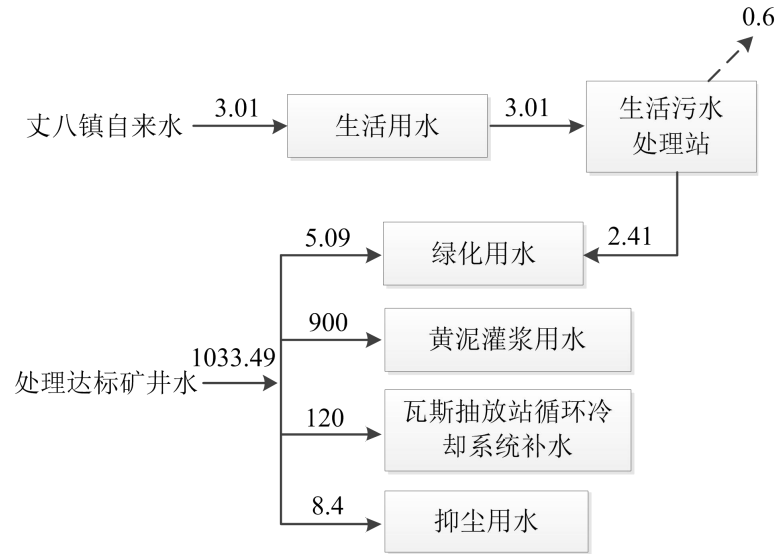 0.6
丈八镇自来水
3.01
生活用水
3.01
生活污水
处理站
5.09
绿化用水
2.41
900
黄泥灌浆用水
处理达标矿井水
1033.49
120
瓦斯抽放站循环冷
却系统补水
8.4
抑尘用水